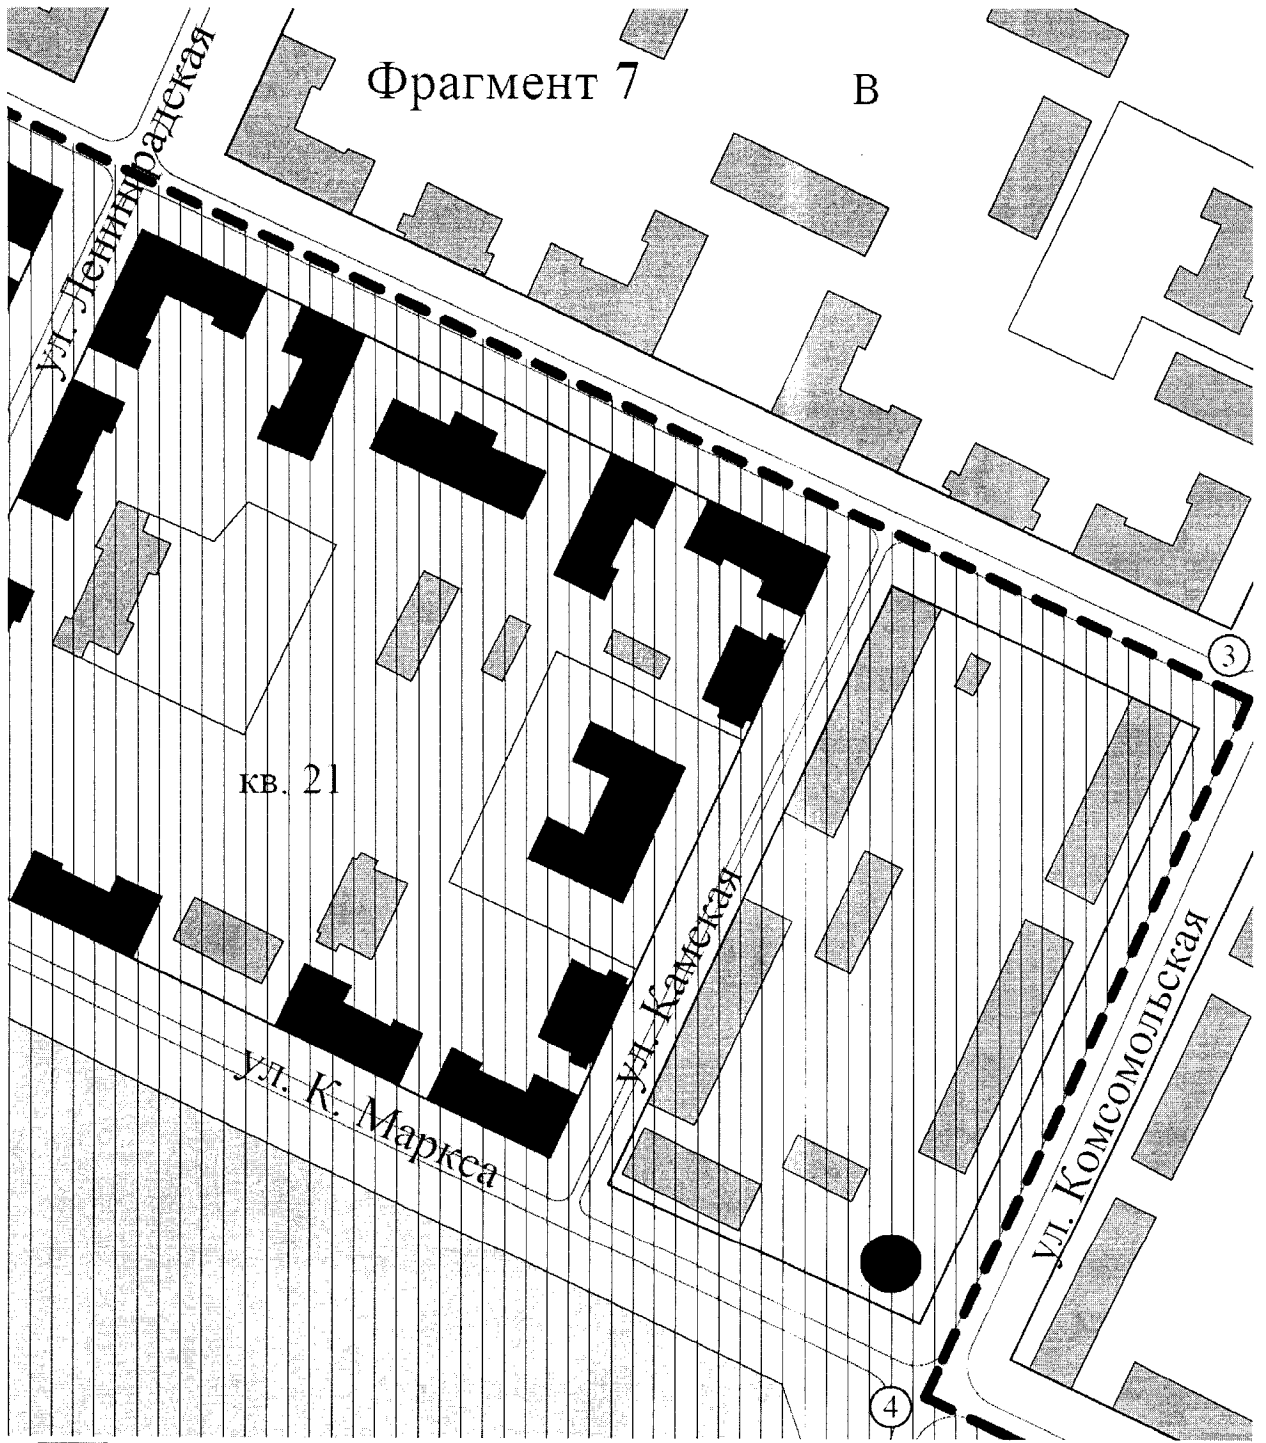 Фрагмент 7
В
ул. Ленинградская
3
кв. 21
ул. Камская
ул. Комсомольская
ул. К. Маркса
4